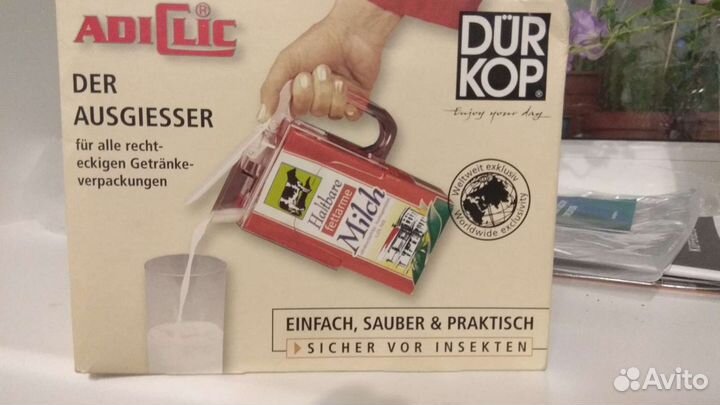 ADICLIC®
DER
AUSGIESSER
für alle recht-
eckigen Getränke-
verpackungen
DÜR
KOP®
Enjoy your day
Weltweit exklusiv
Worldwide exclusivity
H-Haltbare
fettarme
Milch
EINFACH, SAUBER & PRAKTISCH
SICHER VOR INSEKTEN
Avito